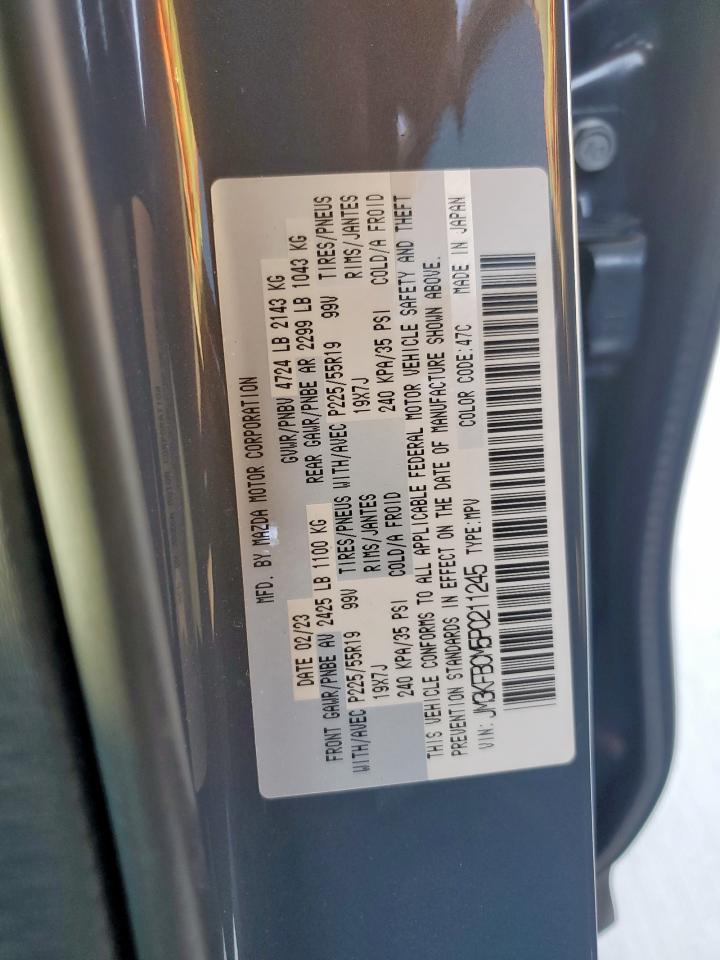 MFD. BY MAZDA MOTOR CORPORATION
DATE 02/23 GVWR/PNBV 4724 LB 2143 KG
FRONT GAWR/PNBE AV 2425 LB 1100 KG REAR GAWR/PNBE AR 2299 LB 1043 KG
WITH/AVEC P225/55R19 99V TIRES/PNEUS WITH/AVEC P225/55R19 99V TIRES/PNEUS
19X7J RIMS/JANTES 19X7J RIMS/JANTES
240 KPA/35 PSI COLD/A FROID 240 KPA/35 PSI COLD/A FROID
THIS VEHICLE CONFORMS TO ALL APPLICABLE FEDERAL MOTOR VEHICLE SAFETY AND THEFT
PREVENTION STANDARDS IN EFFECT ON THE DATE OF MANUFACTURE SHOWN ABOVE.
VIN: JM3KFBCM5P0211245 TYPE:MPV COLOR CODE:47C MADE IN JAPAN